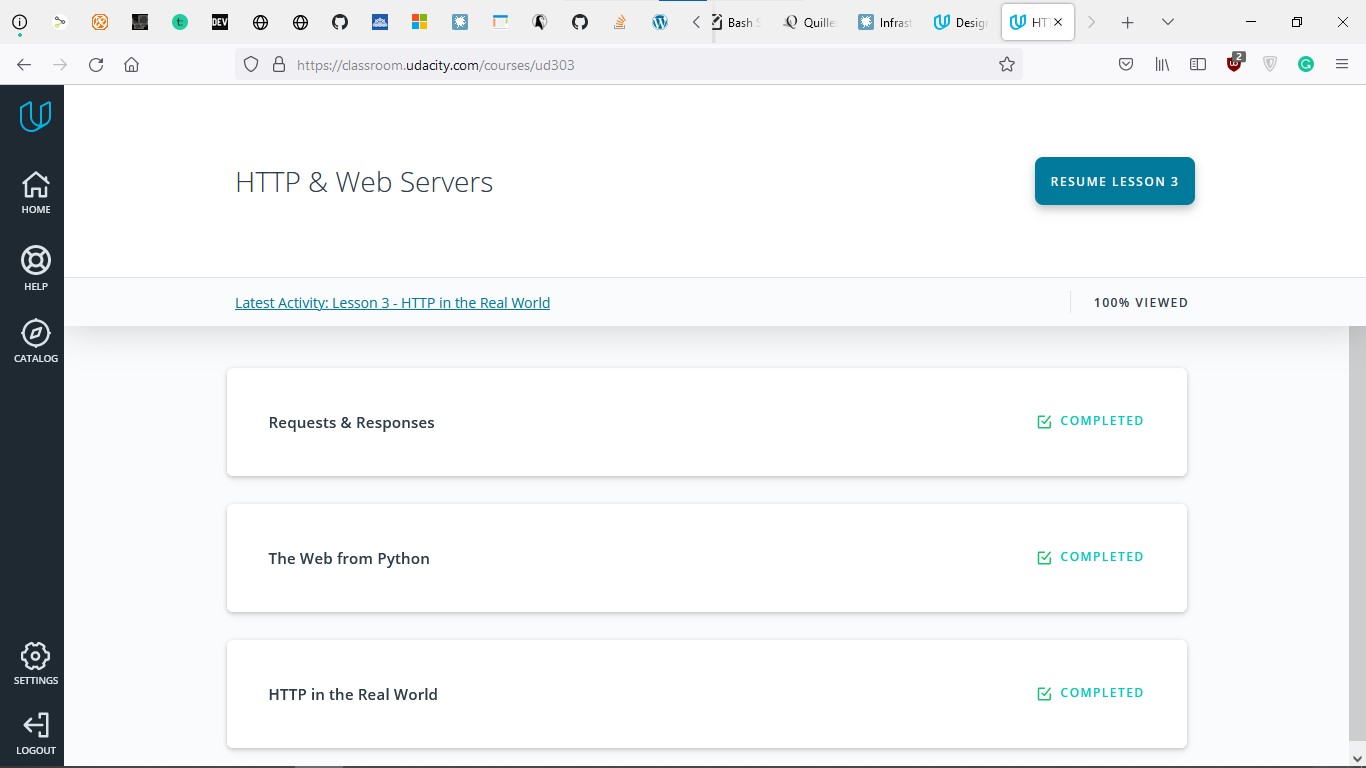 DEV
Bash S
Quille
Infrast
Design
HT
https://classroom.udacity.com/courses/ud303
2
HOME
HELP
CATALOG
SETTINGS
LOGOUT
HTTP & Web Servers
RESUME LESSON 3
Latest Activity: Lesson 3 - HTTP in the Real World
100% VIEWED
Requests & Responses
COMPLETED
The Web from Python
COMPLETED
HTTP in the Real World
COMPLETED